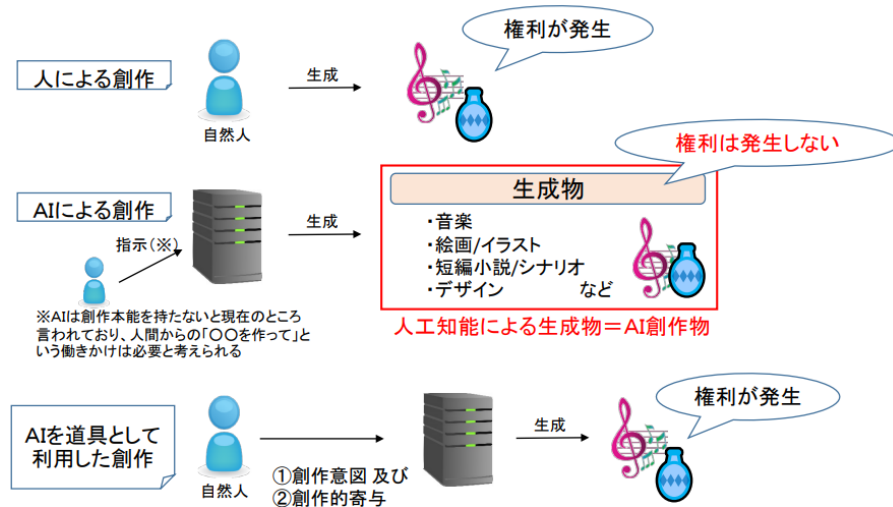 権利が発生
人による創作
生成
自然人
権利は発生しない
生成物
AIによる創作
生成
指示(※)
・音楽
・絵画/イラスト
・短編小説/シナリオ
・デザイン など
※AIは創作本能を持たないと現在のところ
言われており、人間からの「〇〇を作って」と
いう働きかけは必要と考えられる
人工知能による生成物=AI創作物
権利が発生
AIを道具として
利用した創作
生成
自然人
①創作意図 及び
②創作的寄与